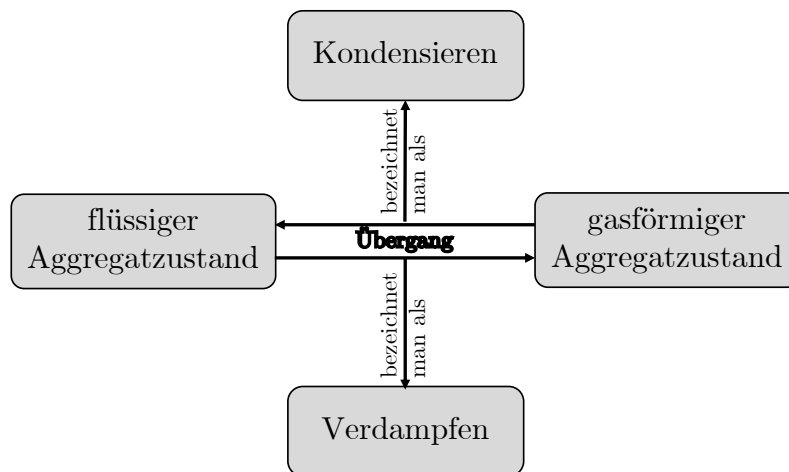 Kondensieren
bezeichnet
man als
flüssiger
Aggregatzustand
Übergang
gasförmiger
Aggregatzustand
bezeichnet
man als
Verdampfen